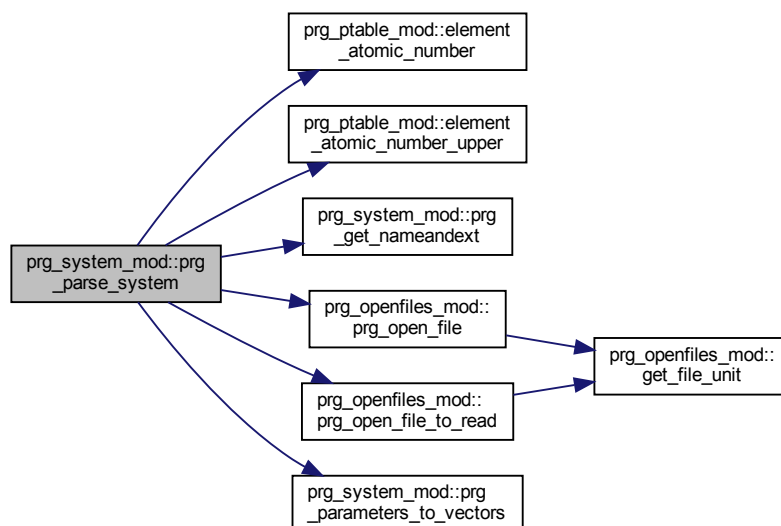 prg_ptable_mod::element
_atomic_number
prg_ptable_mod::element
_atomic_number_upper
prg_system_mod::prg
_get_nameandext
prg_system_mod::prg
_parse_system
prg_openfiles_mod::
prg_open_file
prg_openfiles_mod::
get_file_unit
prg_openfiles_mod::
prg_open_file_to_read
prg_system_mod::prg
_parameters_to_vectors